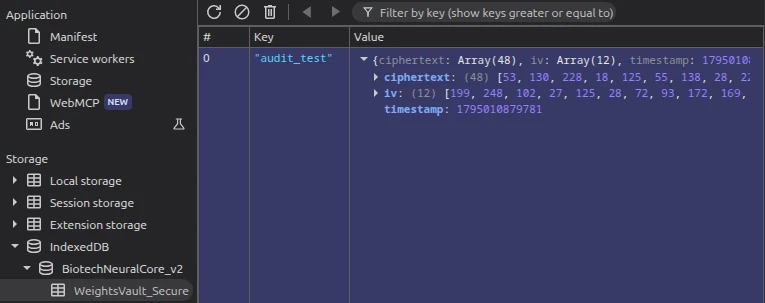 Application
Manifest
Service workers
Storage
WebMCP NEW
Ads
Storage
Local storage
Session storage
Extension storage
IndexedDB
BiotechNeuralCore_v2
WeightsVault_Secure
Filter by key (show keys greater or equal to)
# Key Value
0 "audit_test" {ciphertext: Array(48), iv: Array(12), timestamp: 17950108
ciphertext: (48) [53, 130, 228, 18, 125, 55, 138, 28, 22
iv: (12) [199, 248, 102, 27, 125, 28, 72, 93, 172, 169,
timestamp: 1795010879781